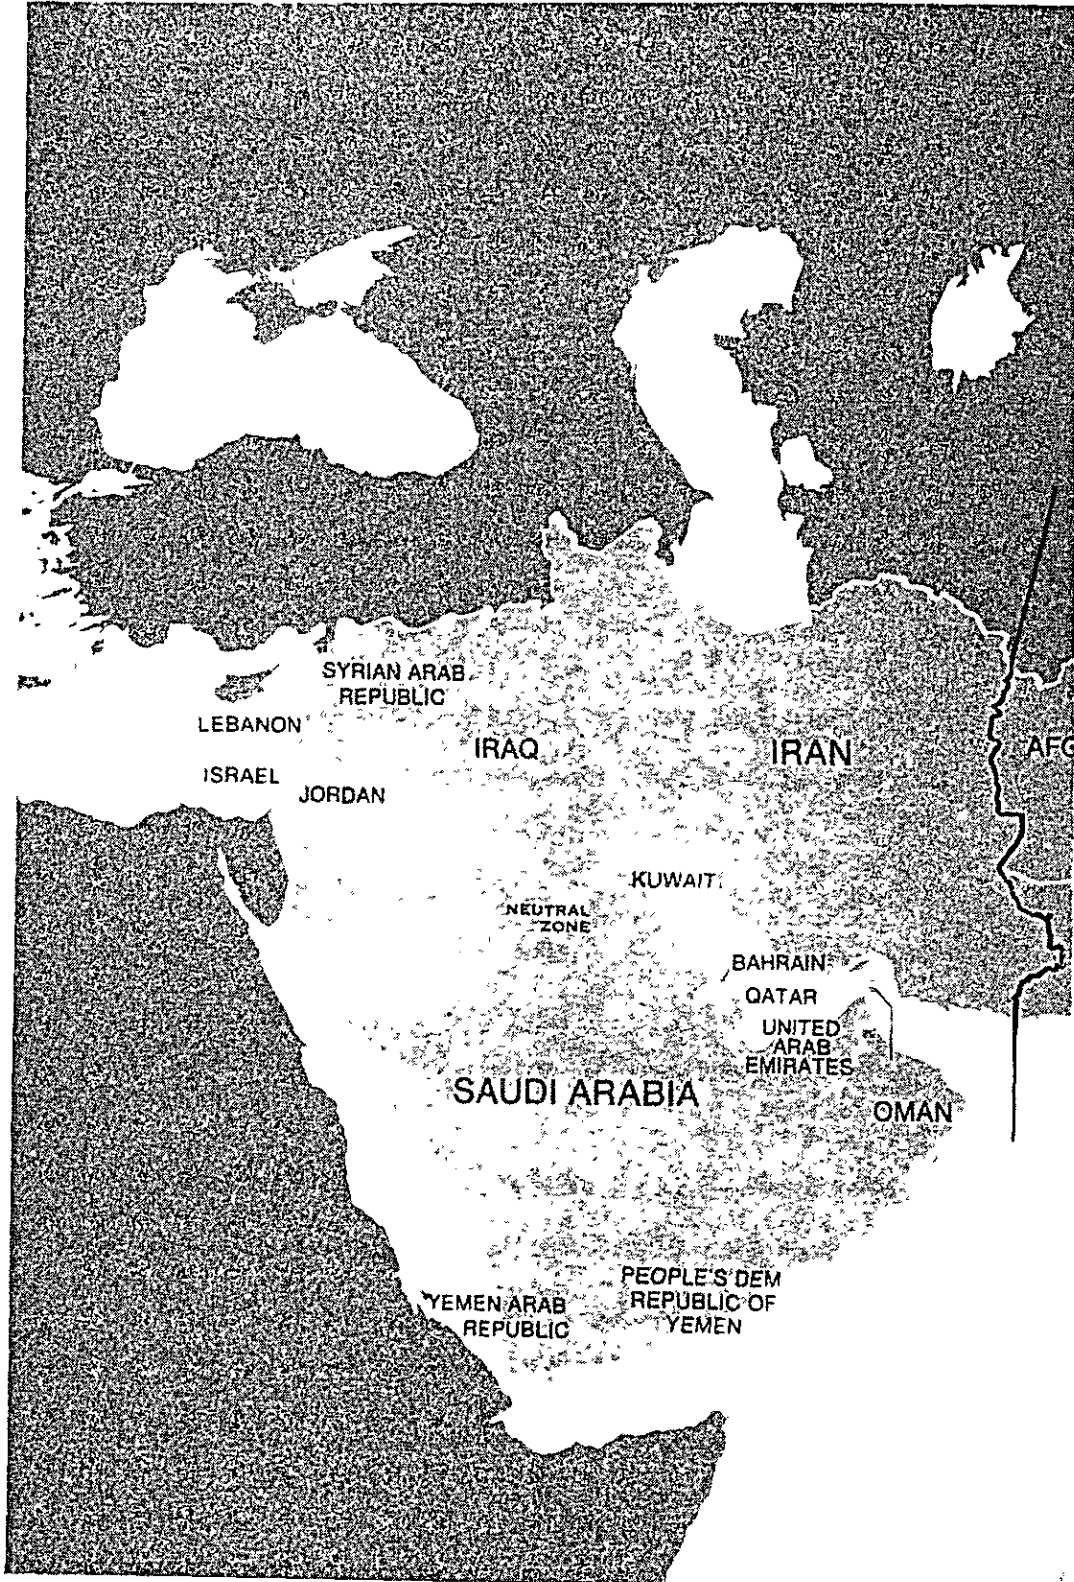 SYRIAN ARAB
REPUBLIC
LEBANON
IRAQ
IRAN
AFG
ISRAEL
JORDAN
KUWAIT
NEUTRAL
ZONE
BAHRAIN
QATAR
UNITED
ARAB
EMIRATES
SAUDI ARABIA
OMAN
PEOPLE'S DEM
REPUBLIC OF
YEMEN
YEMEN ARAB
REPUBLIC